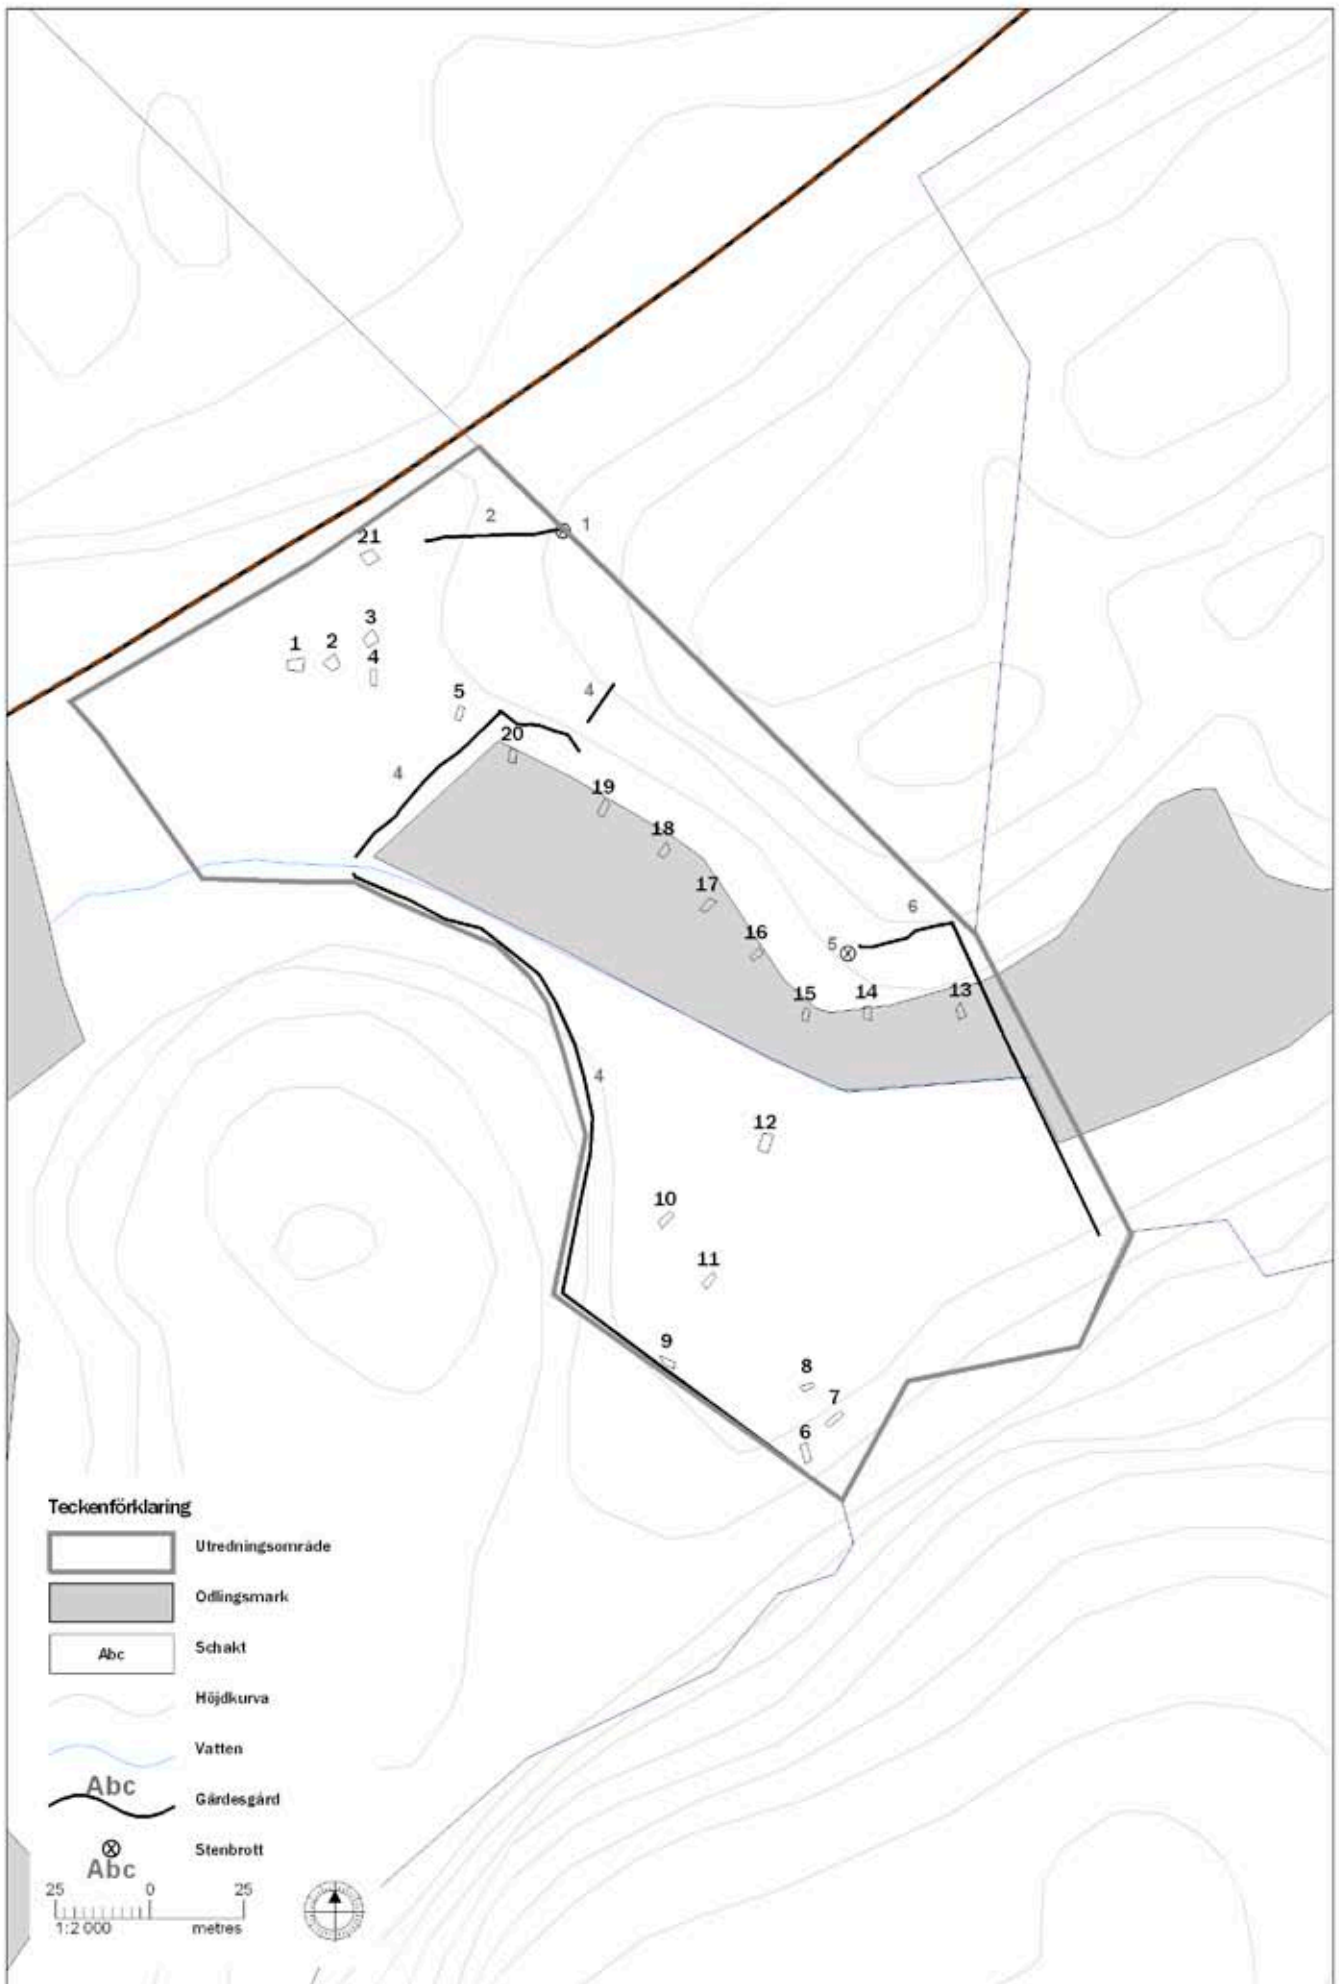 2
1
21
3
1
2
4
5
4
20
4
19
18
17
6
16
5
15
14
13
4
12
10
11
9
8
7
6
Teckenförklaring
Utredningsområde
Odlingsmark
Abc
Schakt
Höjdkurva
Vatten
Abc
Gärdesgård
Stenbrott
Abc
25 0 25
1:2 000 metres